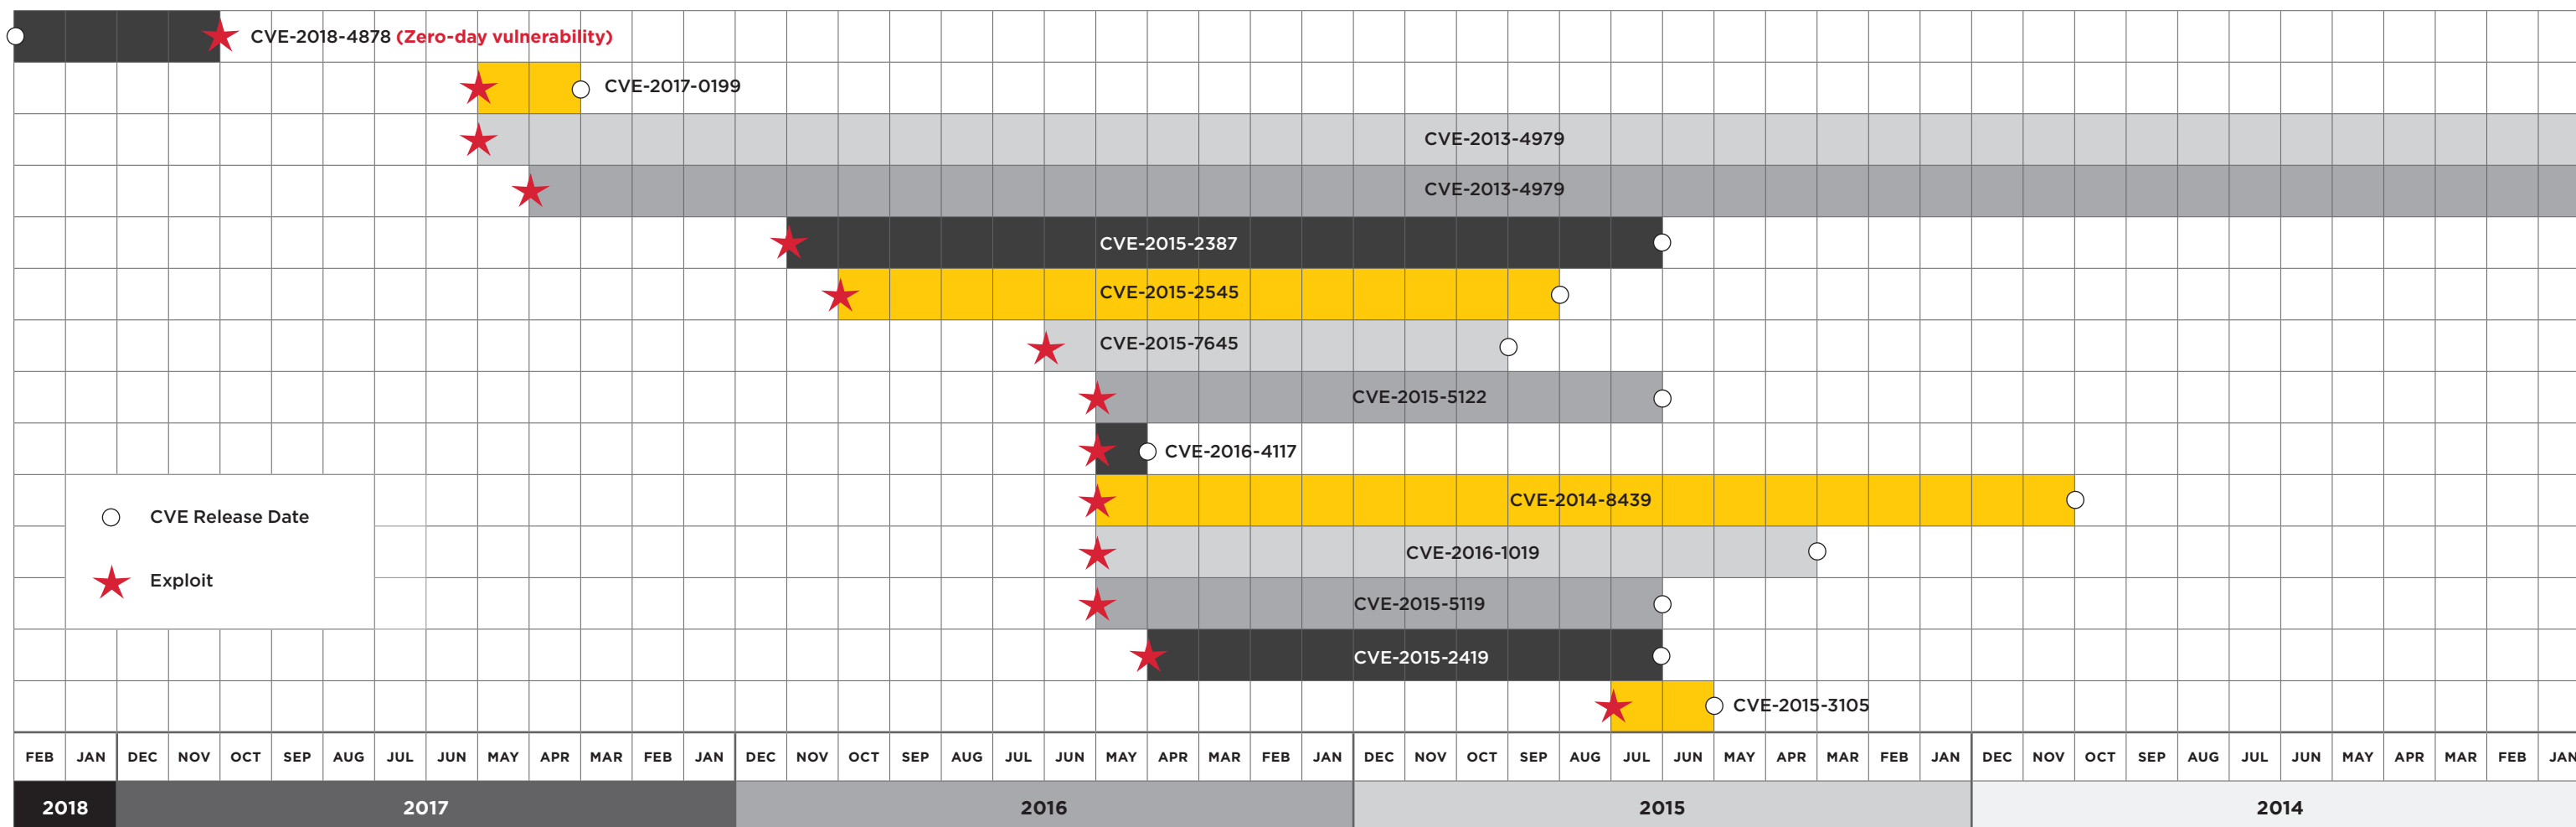 CVE-2018-4878 (Zero-day vulnerability)
CVE-2017-0199
CVE-2013-4979
CVE-2013-4979
CVE-2015-2387
CVE-2015-2545
CVE-2015-7645
CVE-2015-5122
CVE-2016-4117
CVE-2014-8439
CVE-2016-1019
CVE-2015-5119
CVE-2015-2419
CVE-2015-3105
CVE Release Date
Exploit
FEB JAN DEC NOV OCT SEP AUG JUL JUN MAY APR MAR FEB JAN DEC NOV OCT SEP AUG JUL JUN MAY APR MAR FEB JAN DEC NOV OCT SEP AUG JUL JUN MAY APR MAR FEB JAN DEC NOV OCT SEP AUG JUL JUN MAY APR MAR FEB JAN
2018 2017 2016 2015 2014